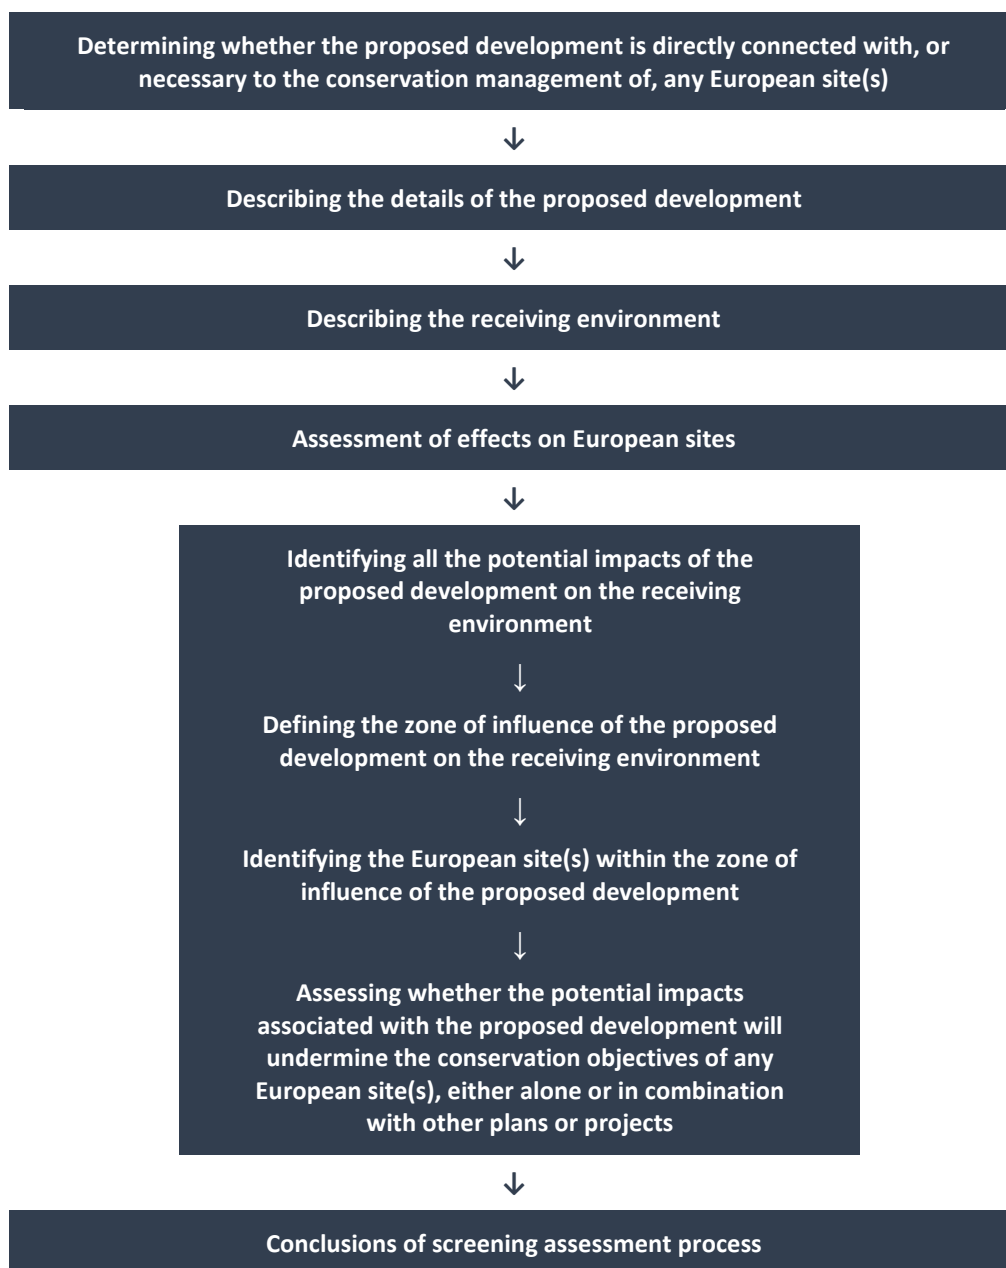 Determining whether the proposed development is directly connected with, or
necessary to the conservation management of, any European site(s)
↓
Describing the details of the proposed development
↓
Describing the receiving environment
↓
Assessment of effects on European sites
↓
Identifying all the potential impacts of the
proposed development on the receiving
environment
↓
Defining the zone of influence of the proposed
development on the receiving environment
↓
Identifying the European site(s) within the zone of
influence of the proposed development
↓
Assessing whether the potential impacts
associated with the proposed development will
undermine the conservation objectives of any
European site(s), either alone or in combination
with other plans or projects
↓
Conclusions of screening assessment process